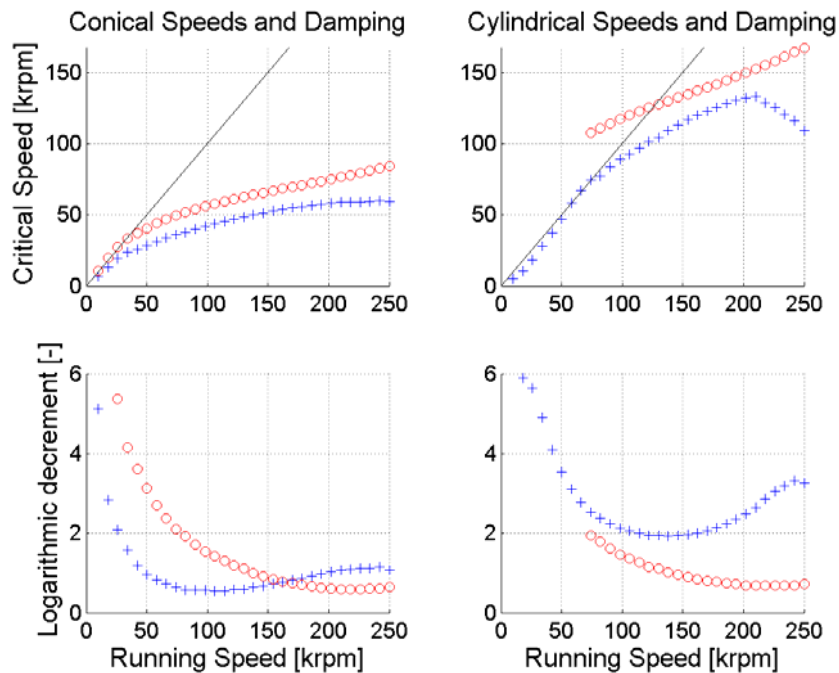 Conical Speeds and Damping
Critical Speed [krpm]
150
100
50
0
0 50 100 150 200 250
Cylindrical Speeds and Damping
150
100
50
0
0 50 100 150 200 250
Logarithmic decrement [-]
6
4
2
0
0 50 100 150 200 250
Running Speed [krpm]
6
4
2
0
0 50 100 150 200 250
Running Speed [krpm]